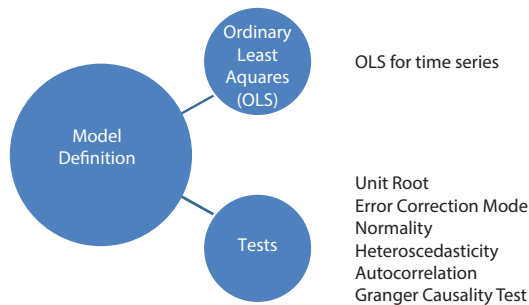 Ordinary
Least
Aquares
(OLS)
OLS for time series
Model
Definition
Tests
Unit Root
Error Correction Mode
Normality
Heteroscedasticity
Autocorrelation
Granger Causality Test